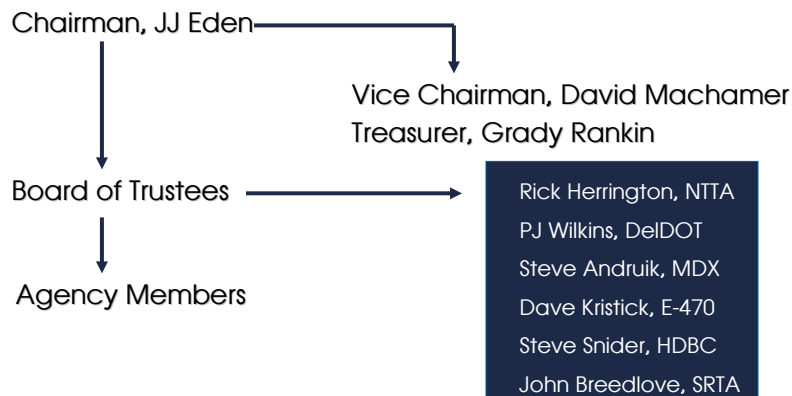 Chairman, JJ Eden
Vice Chairman, David Machamer
Treasurer, Grady Rankin
Board of Trustees
Agency Members
Rick Herrington, NTTA
PJ Wilkins, DelDOT
Steve Andruik, MDX
Dave Kristick, E-470
Steve Snider, HDBC
John Breedlove, SRTA